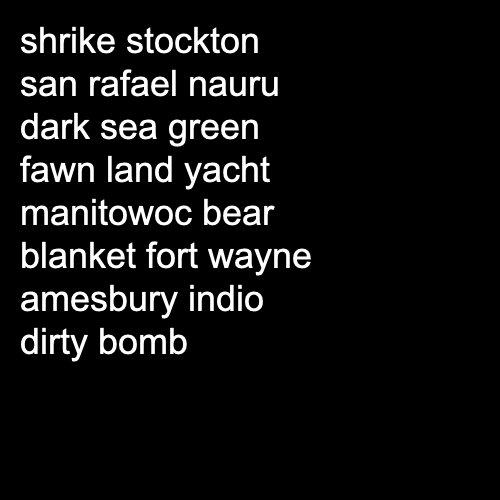 shrike stockton
san rafael nauru
dark sea green
fawn land yacht
manitowoc bear
blanket fort wayne
amesbury indio
dirty bomb